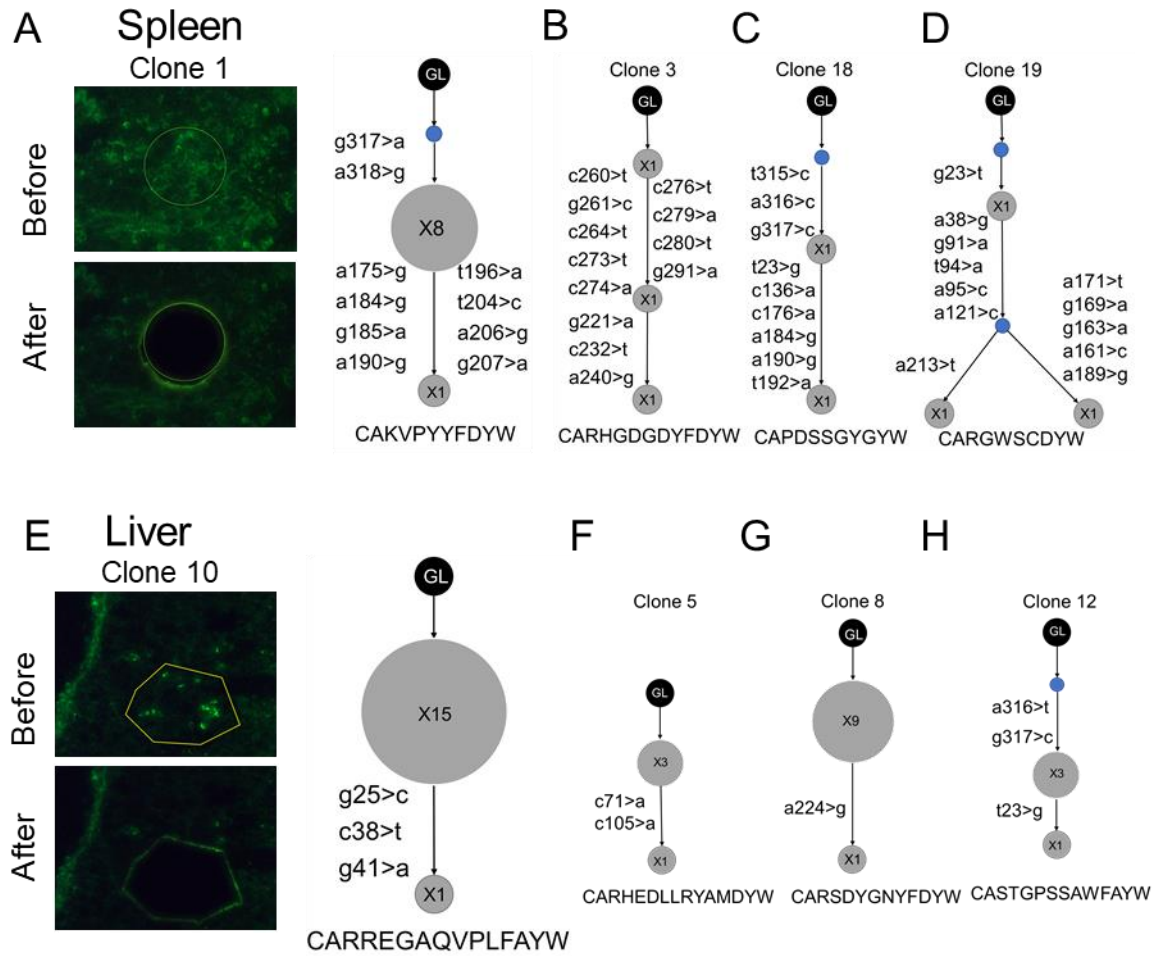 A
Spleen
Clone 1
Before
After
GL
g317>a
a318>g
X8
a175>g
t196>a
a184>g
t204>c
g185>a
a206>g
a190>g
g207>a
X1
CAKVPYYFDYW
B
Clone 3
GL
X1
c260>t
c276>t
g261>c
c279>a
c264>t
c280>t
c273>t
g291>a
c274>a
X1
g221>a
c232>t
a240>g
X1
CARHGDGDYFDYW
C
Clone 18
GL
t315>c
a316>c
g317>c
X1
t23>g
c136>a
c176>a
a184>g
a190>g
t192>a
X1
CAPDSSGYGYW
D
Clone 19
GL
g23>t
X1
a38>g
g91>a
t94>a
a95>c
a121>c
a171>t
g169>a
g163>a
a161>c
a189>g
a213>t
X1
X1
CARGWSCDYW
E
Liver
Clone 10
Before
After
GL
X15
g25>c
c38>t
g41>a
X1
CARREGAQVPLFAYW
F
Clone 5
GL
X3
c71>a
c105>a
X1
CARHEDLLRYAMDYW
G
Clone 8
GL
X9
a224>g
X1
CARSDYGNYFDYW
H
Clone 12
GL
a316>t
g317>c
X3
t23>g
X1
CASTGPSSAWFAYW